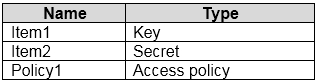 Name Type
Item1 Key
Item2 Secret
Policy1 Access policy